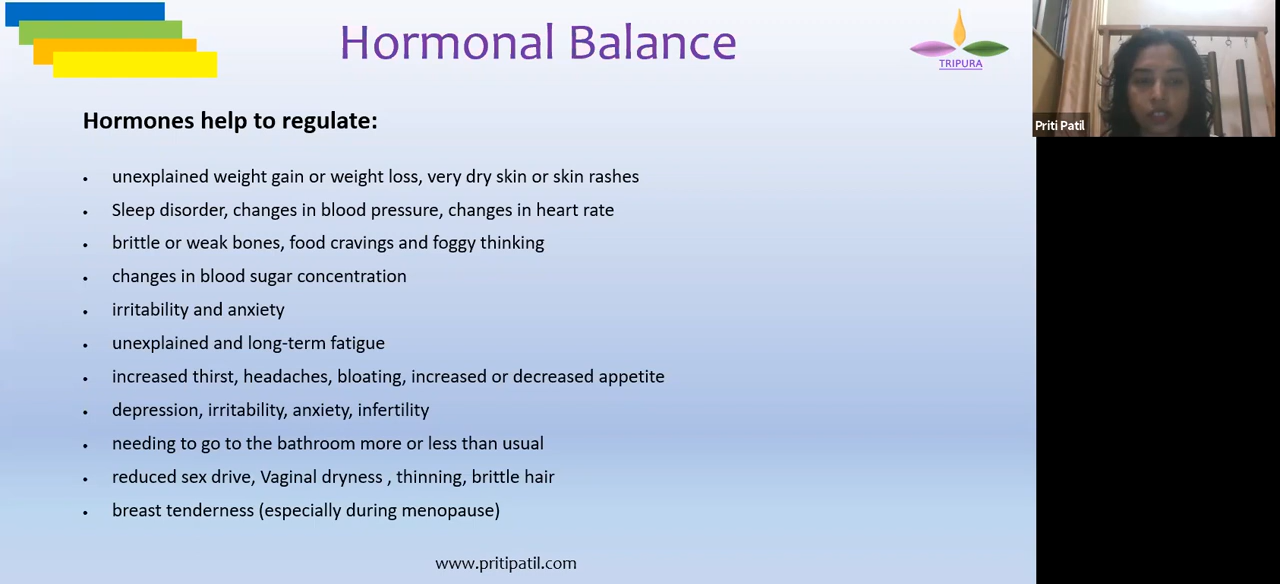 Hormonal Balance
TRIPURA
Priti Patil
Hormones help to regulate:
• unexplained weight gain or weight loss, very dry skin or skin rashes
• Sleep disorder, changes in blood pressure, changes in heart rate
• brittle or weak bones, food cravings and foggy thinking
• changes in blood sugar concentration
• irritability and anxiety
• unexplained and long-term fatigue
• increased thirst, headaches, bloating, increased or decreased appetite
• depression, irritability, anxiety, infertility
• needing to go to the bathroom more or less than usual
• reduced sex drive, Vaginal dryness , thinning, brittle hair
• breast tenderness (especially during menopause)
www.pritipatil.com